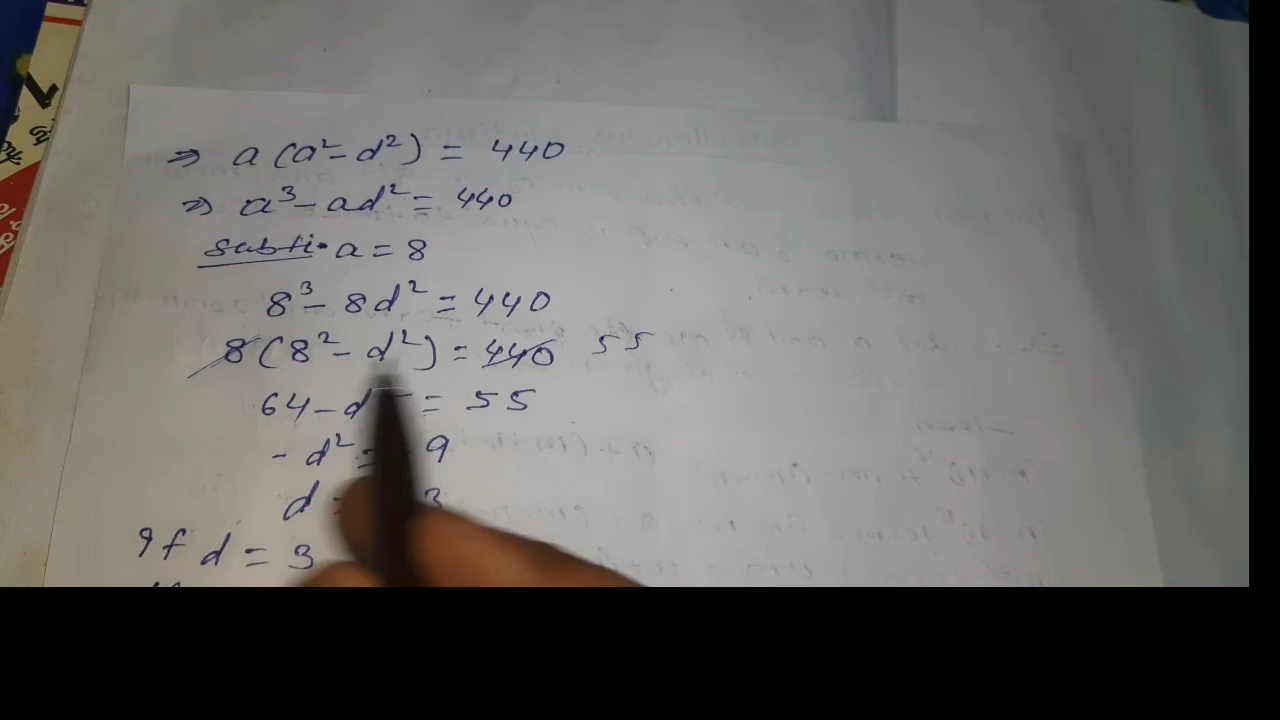 ⇒ a(a²-d²) = 440
⇒ a³-ad² = 440
Substi. a = 8
8³-8d² = 440
8(8²-d²) = 440 55
64-d = 55
-d² = 9
d = 3
If d = 3